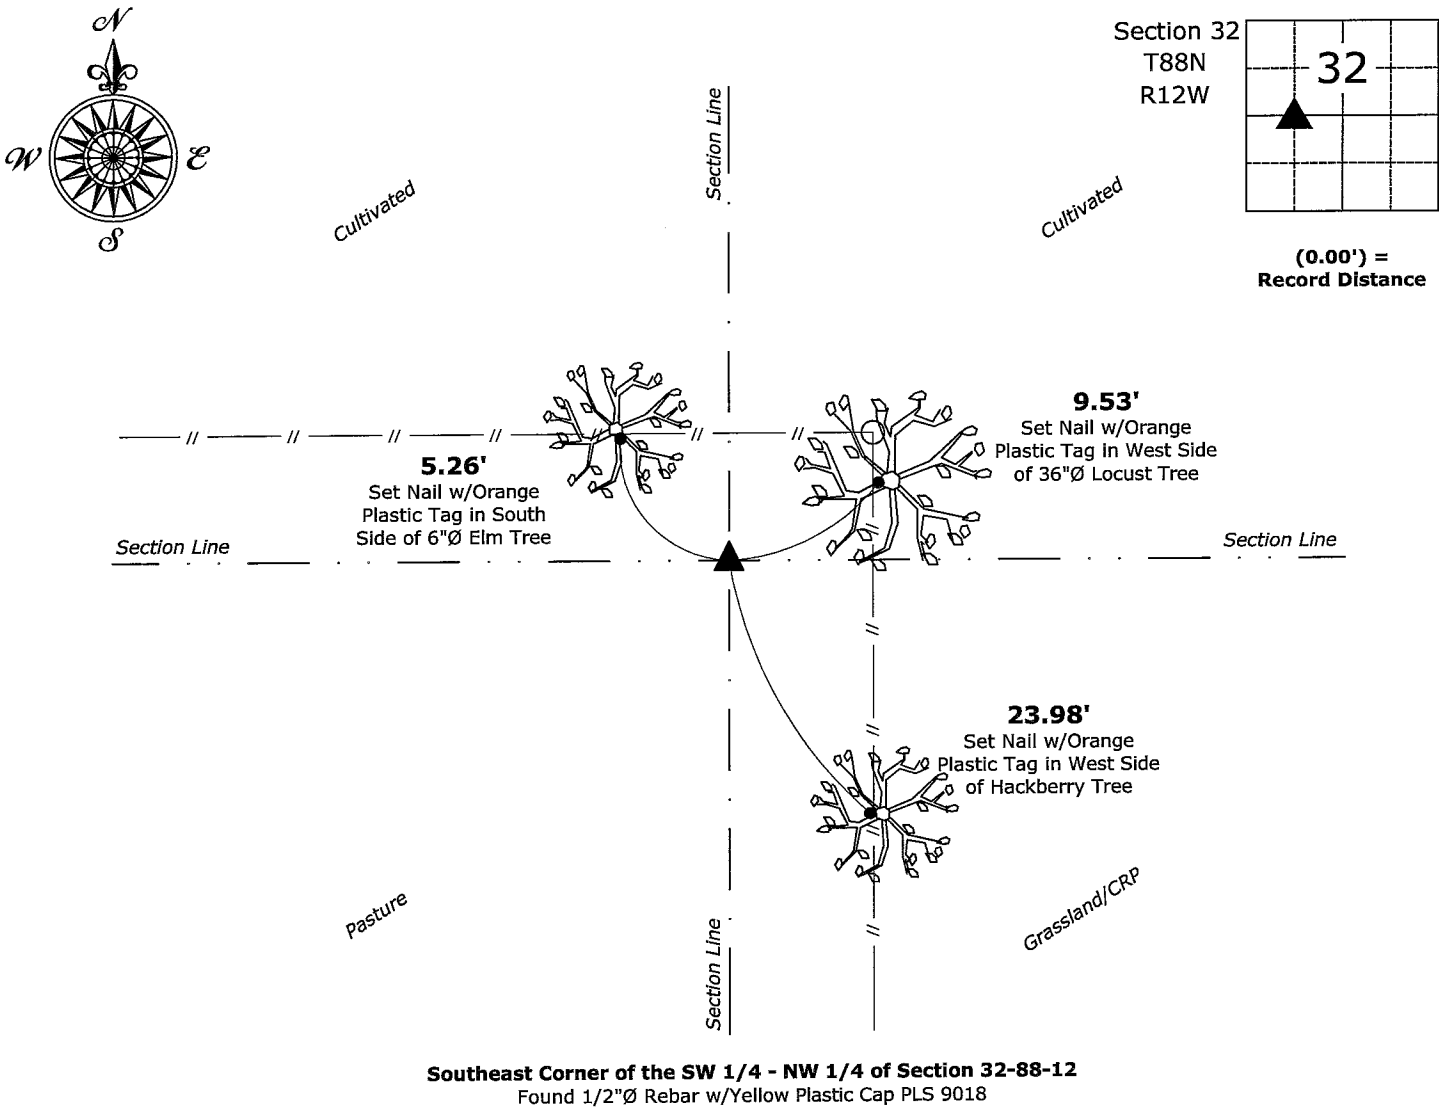 N
W
E
S
Section 32
T88N
R12W
32
(0.00') =
Record Distance
Section Line
Cultivated
Cultivated
9.53'
Set Nail w/Orange
Plastic Tag in West Side
of 36"Ø Locust Tree
5.26'
Set Nail w/Orange
Plastic Tag in South
Side of 6"Ø Elm Tree
Section Line
Section Line
23.98'
Set Nail w/Orange
Plastic Tag in West Side
of Hackberry Tree
Pasture
Section Line
Grassland/CRP
Southeast Corner of the SW 1/4 - NW 1/4 of Section 32-88-12
Found 1/2"Ø Rebar w/Yellow Plastic Cap PLS 9018